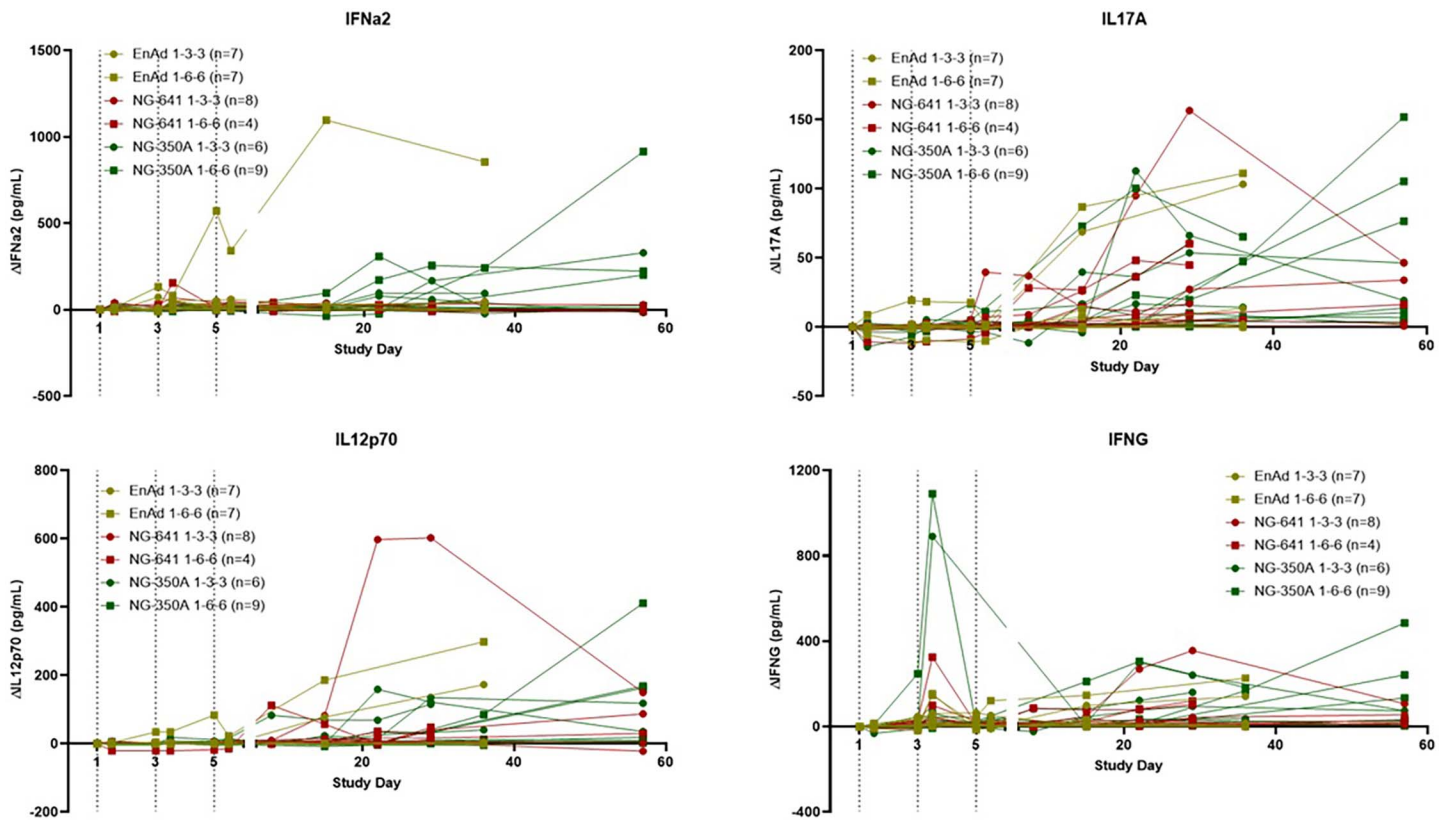 IFNa2
1500
1000
500
0
-500
ΔIFNa2 (pg/mL)
EnAd 1-3-3 (n=7)
EnAd 1-6-6 (n=7)
NG-641 1-3-3 (n=8)
NG-641 1-6-6 (n=4)
NG-350A 1-3-3 (n=6)
NG-350A 1-6-6 (n=9)
1 3 5 20 40 60
Study Day
IL17A
200
150
100
50
0
-50
ΔIL17A (pg/mL)
EnAd 1-3-3 (n=7)
EnAd 1-6-6 (n=7)
NG-641 1-3-3 (n=8)
NG-641 1-6-6 (n=4)
NG-350A 1-3-3 (n=6)
NG-350A 1-6-6 (n=9)
1 3 5 20 40 60
Study Day
IL12p70
800
600
400
200
0
-200
ΔIL12p70 (pg/mL)
EnAd 1-3-3 (n=7)
EnAd 1-6-6 (n=7)
NG-641 1-3-3 (n=8)
NG-641 1-6-6 (n=4)
NG-350A 1-3-3 (n=6)
NG-350A 1-6-6 (n=9)
1 3 5 20 40 60
Study Day
IFNG
1200
800
400
0
-400
ΔIFNG (pg/mL)
EnAd 1-3-3 (n=7)
EnAd 1-6-6 (n=7)
NG-641 1-3-3 (n=8)
NG-641 1-6-6 (n=4)
NG-350A 1-3-3 (n=6)
NG-350A 1-6-6 (n=9)
1 3 5 20 40 60
Study Day